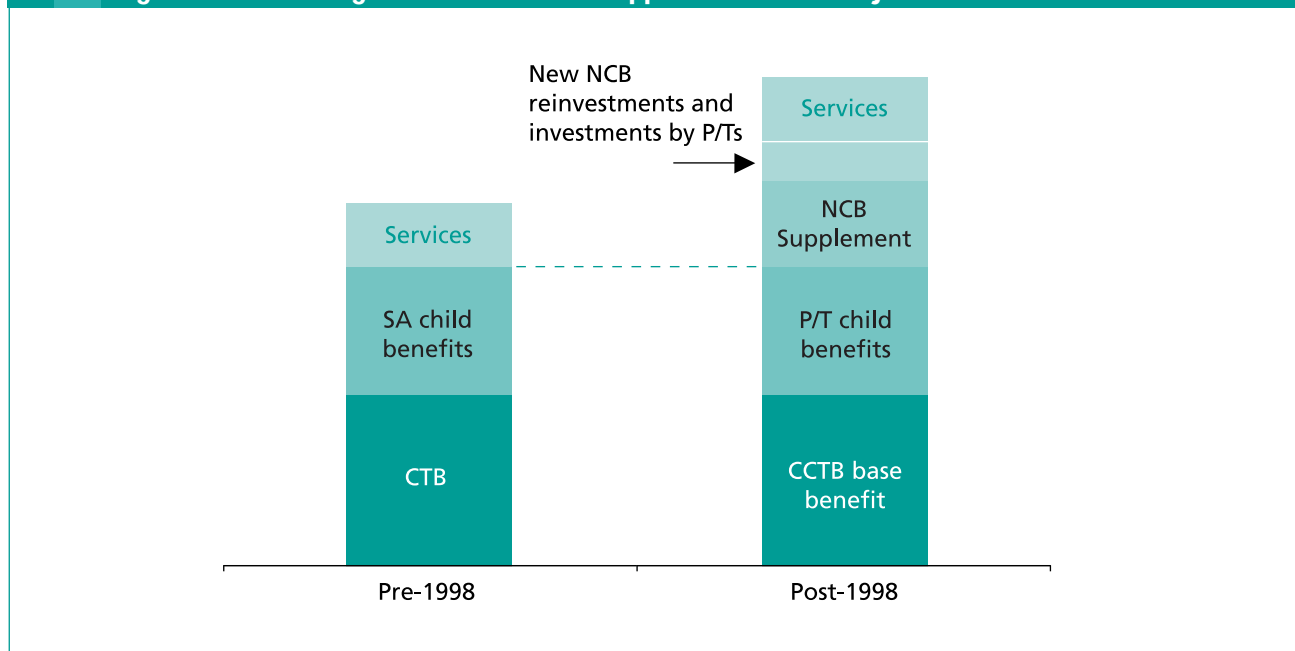 New NCB
reinvestments and
investments by P/Ts
Services
NCB
Supplement
P/T child
benefits
CCTB base
benefit
Services
SA child
benefits
CTB
Pre-1998
Post-1998